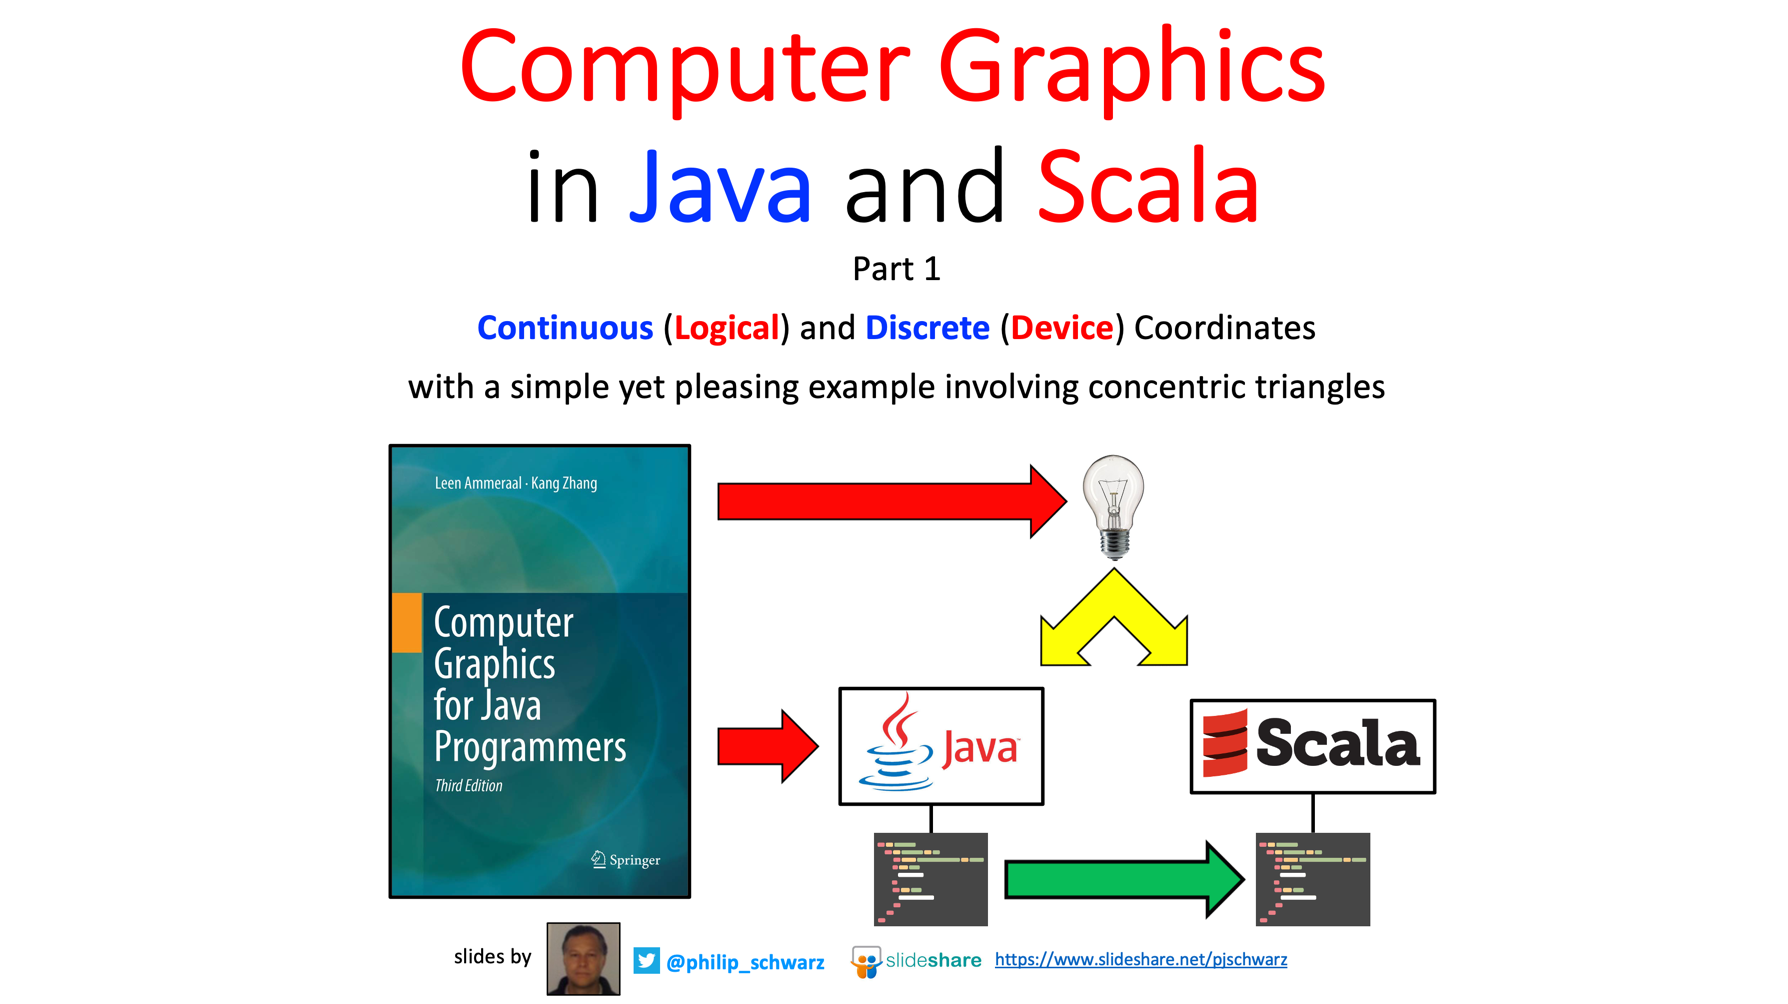 Computer Graphics
in Java and Scala
Part 1
Continuous (Logical) and Discrete (Device) Coordinates
with a simple yet pleasing example involving concentric triangles
Leen Ammeraal · Kang Zhang
Computer
Graphics
for Java
Programmers
Third Edition
Springer
Java™
Scala
slides by
@philip_schwarz
slideshare
https://www.slideshare.net/pjschwarz